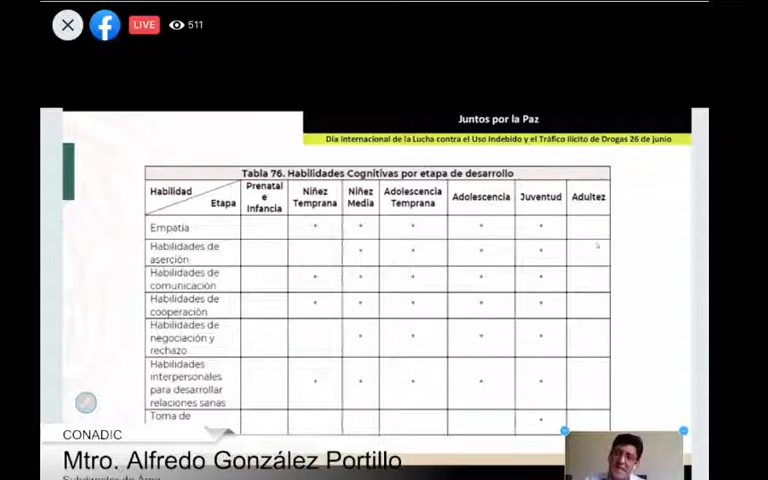 LIVE
511
Juntos por la Paz
Día Internacional de la Lucha contra el Uso Indebido y el Tráfico Ilícito de Drogas 26 de junio
Tabla 76. Habilidades Cognitivas por etapa de desarrollo
Habilidad
Etapa
Prenatal
e
Infancia
Niñez
Temprana
Niñez
Media
Adolescencia
Temprana
Adolescencia
Juventud
Adultez
Empatía
Habilidades de
aserción
Habilidades de
comunicación
Habilidades de
cooperación
Habilidades de
negociación y
rechazo
Habilidades
interpersonales
para desarrollar
relaciones sanas
Toma de
CONADIC
Mtro. Alfredo González Portillo
Subdirector de Área